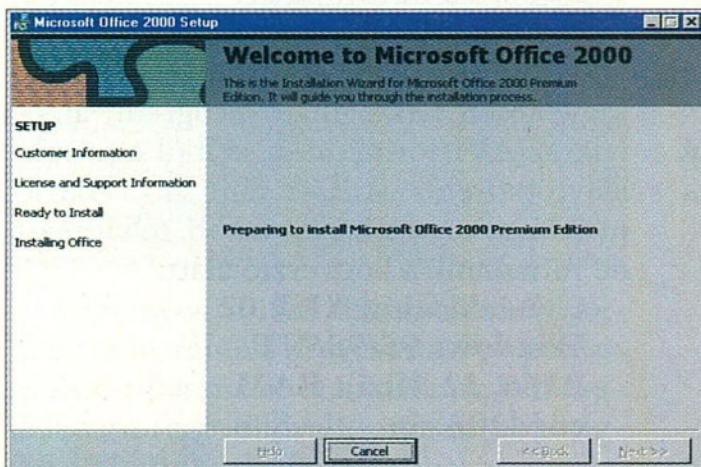 Microsoft Office 2000 Setup
Welcome to Microsoft Office 2000
This is the Installation Wizard for Microsoft Office 2000 Premium
Edition. It will guide you through the installation process.
SETUP
Customer Information
License and Support Information
Ready to Install
Installing Office
Preparing to install Microsoft Office 2000 Premium Edition
Help
Cancel
<< Back
Next >>